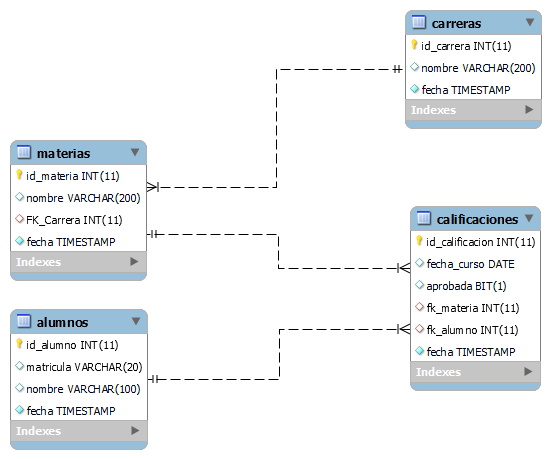 carreras
id_carrera INT(11)
nombre VARCHAR(200)
fecha TIMESTAMP
Indexes
materias
id_materia INT(11)
nombre VARCHAR(200)
FK_Carrera INT(11)
fecha TIMESTAMP
Indexes
calificaciones
id_calificacion INT(11)
fecha_curso DATE
aprobada BIT(1)
fk_materia INT(11)
fk_alumno INT(11)
fecha TIMESTAMP
Indexes
alumnos
id_alumno INT(11)
matricula VARCHAR(20)
nombre VARCHAR(100)
fecha TIMESTAMP
Indexes